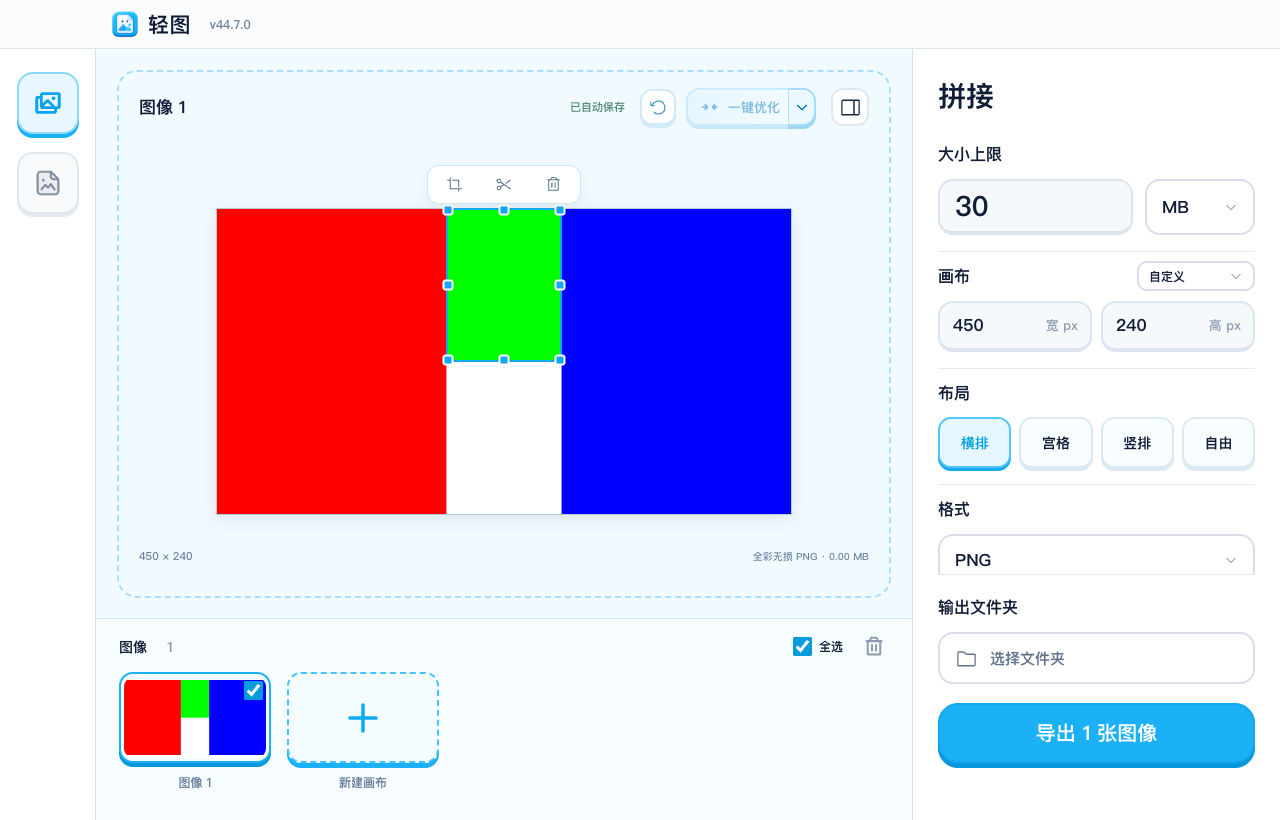 轻图 v44.7.0
图像 1
已自动保存
一键优化
450 × 240
全彩无损 PNG · 0.00 MB
图像 1
全选
图像 1
新建画布
拼接
大小上限
30
MB
画布
自定义
450 宽 px
240 高 px
布局
横排
宫格
竖排
自由
格式
PNG
输出文件夹
选择文件夹
导出 1 张图像